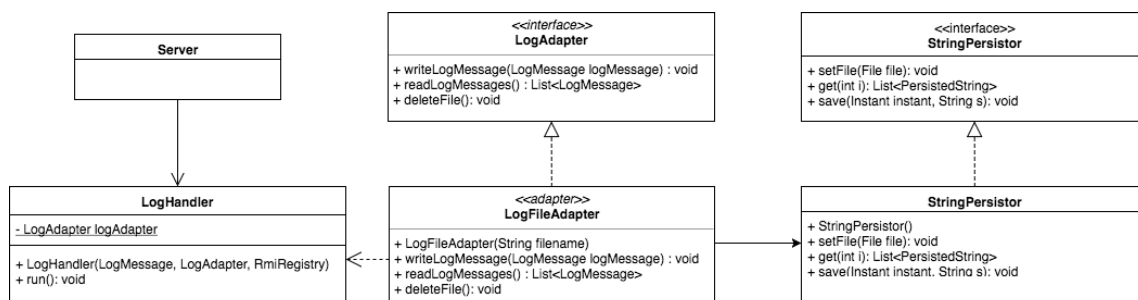 Server
<<interface>>
LogAdapter
+ writeLogMessage(LogMessage logMessage) : void
+ readLogMessages() : List<LogMessage>
+ deleteFile(): void
<<interface>>
StringPersistor
+ setFile(File file): void
+ get(int i): List<PersistedString>
+ save(Instant instant, String s): void
LogHandler
- LogAdapter logAdapter
+ LogHandler(LogMessage, LogAdapter, RmiRegistry)
+ run(): void
<<adapter>>
LogFileAdapter
+ LogFileAdapter(String filename)
+ writeLogMessage(LogMessage logMessage) : void
+ readLogMessages() : List<LogMessage>
+ deleteFile() : void
StringPersistor
+ StringPersistor()
+ setFile(File file): void
+ get(int i): List<PersistedString>
+ save(Instant instant, String s): void